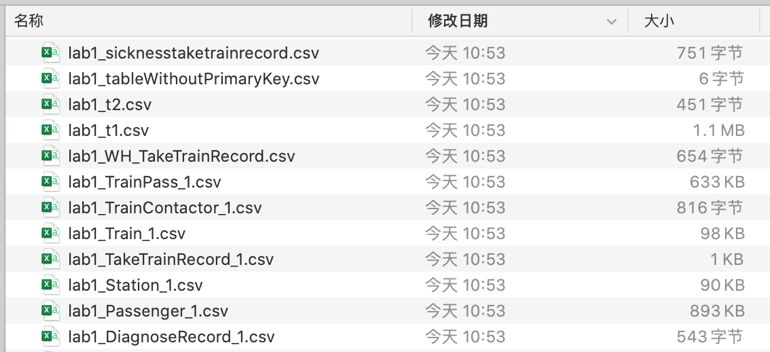 名称 修改日期 大小
lab1_sicknesstaketrainrecord.csv 今天 10:53 751 字节
lab1_tableWithoutPrimaryKey.csv 今天 10:53 6 字节
lab1_t2.csv 今天 10:53 451 字节
lab1_t1.csv 今天 10:53 1.1 MB
lab1_WH_TakeTrainRecord.csv 今天 10:53 654 字节
lab1_TrainPass_1.csv 今天 10:53 633 KB
lab1_TrainContactor_1.csv 今天 10:53 816 字节
lab1_Train_1.csv 今天 10:53 98 KB
lab1_TakeTrainRecord_1.csv 今天 10:53 1 KB
lab1_Station_1.csv 今天 10:53 90 KB
lab1_Passenger_1.csv 今天 10:53 893 KB
lab1_DiagnoseRecord_1.csv 今天 10:53 543 字节